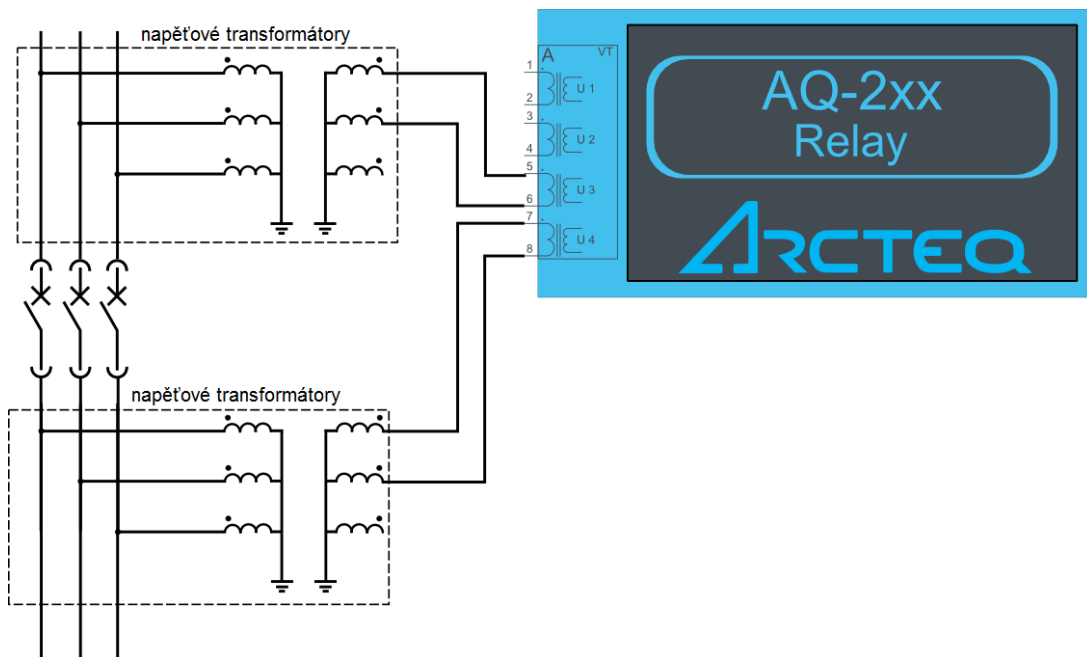 napěťové transformátory
A
VT
1
2
U 1
3
4
U 2
5
6
U 3
7
8
U 4
AQ-2xx
Relay
ARCTEQ
napěťové transformátory